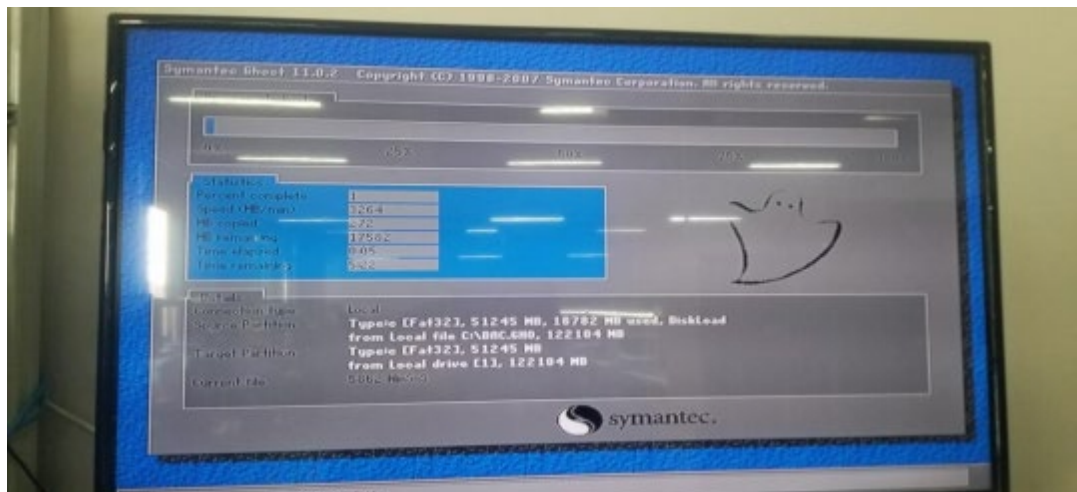 Symantec Ghost 11.0.2 Copyright (C) 1998-2007 Symantec Corporation. All rights reserved.
0% 25% 50% 75% 100%
Statistics
Percent complete 1
Speed (MB/min) 3264
MB copied 272
MB remaining 17582
Time elapsed 0:05
Time remaining 5:22
Details
Connection type Local
Source Partition Type:c [Fat32], 51245 MB, 18782 MB used, DiskLoad
from Local file C:\BAC.GHO, 122104 MB
Target Partition Type:c [Fat32], 51245 MB
from Local drive [1], 122104 MB
Current file
symantec.